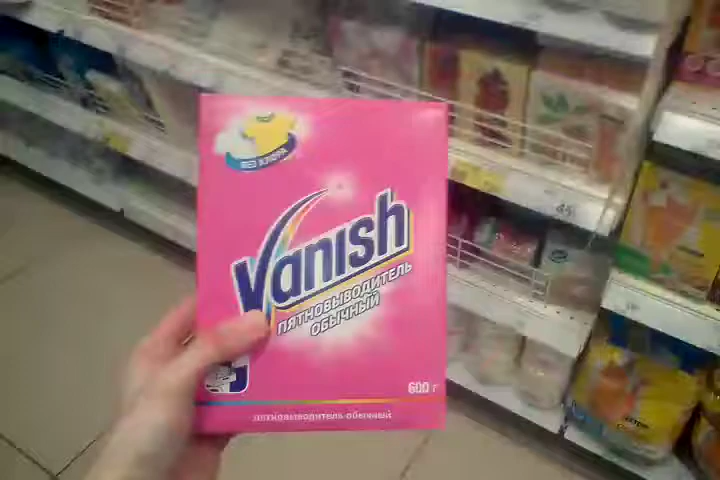 БЕЗ ХЛОРА
Vanish
ПЯТНОВЫВОДИТЕЛЬ
ОБЫЧНЫЙ
600 г
пятновыводитель обычный